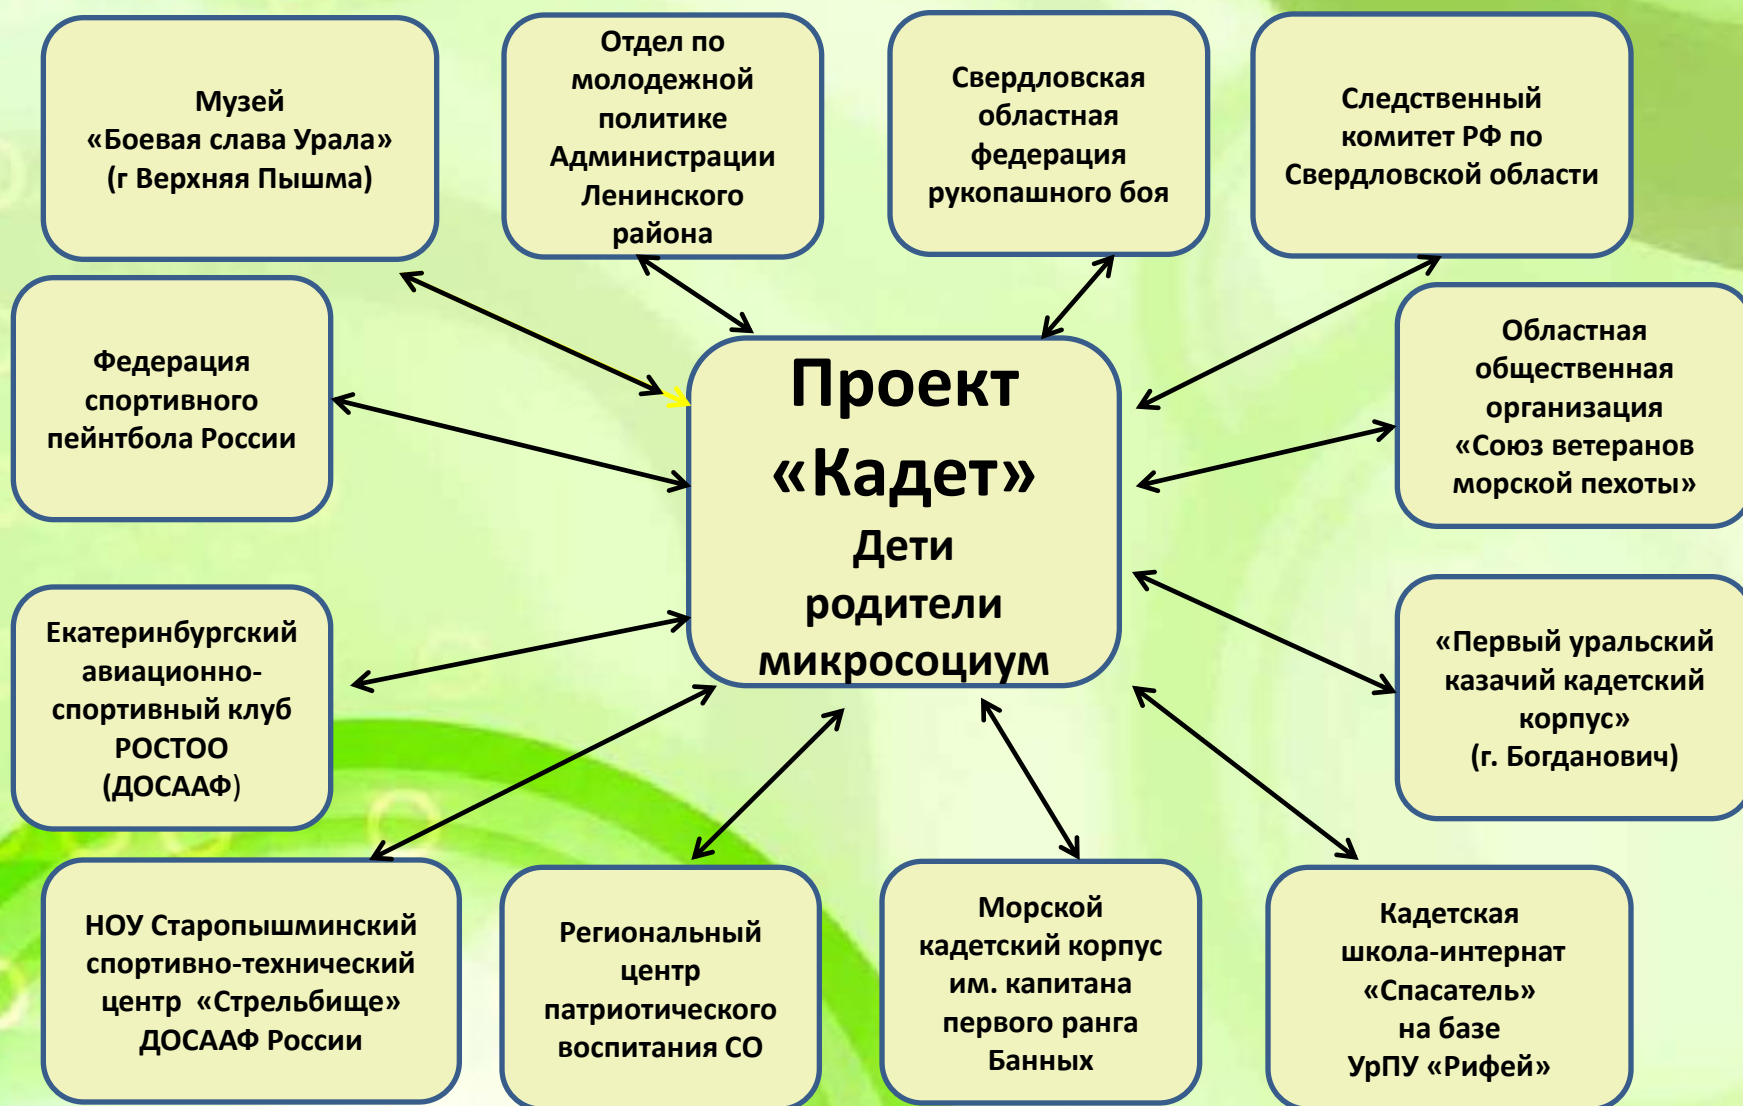 Музей
«Боевая слава Урала»
(г Верхняя Пышма)
Отдел по
молодежной
политике
Администрации
Ленинского
района
Свердловская
областная
федерация
рукопашного боя
Следственный
комитет РФ по
Свердловской области
Федерация
спортивного
пейнтбола России
Проект
«Кадет»
Дети
родители
микросоциум
Областная
общественная
организация
«Союз ветеранов
морской пехоты»
Екатеринбургский
авиационно-
спортивный клуб
РОСТОО
(ДОСААФ)
«Первый уральский
казачий кадетский
корпус»
(г. Богданович)
НОУ Старопышминский
спортивно-технический
центр «Стрельбище»
ДОСААФ России
Региональный
центр
патриотического
воспитания СО
Морской
кадетский корпус
им. капитана
первого ранга
Банных
Кадетская
школа-интернат
«Спасатель»
на базе
УрПУ «Рифей»